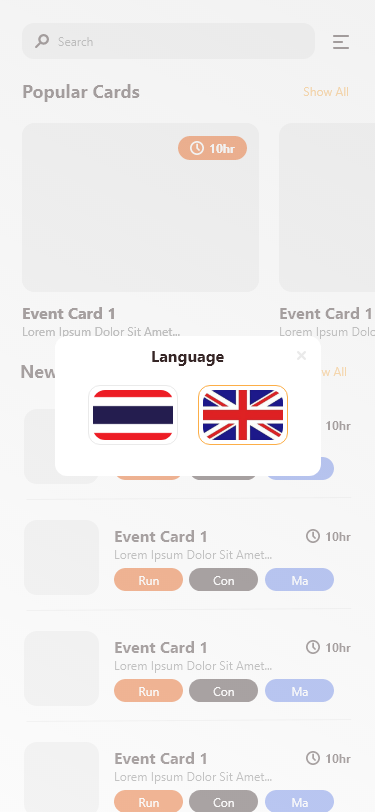 Search
Popular Cards
Show All
10hr
Event Card 1
Event Card 1
Lorem Ipsum Dolor Sit Amet...
Lorem Ipsum Dolor
Language
×
New
w All
10hr
Event Card 1
10hr
Lorem Ipsum Dolor Sit Amet...
Run
Con
Ma
Event Card 1
10hr
Lorem Ipsum Dolor Sit Amet...
Run
Con
Ma
Event Card 1
10hr
Lorem Ipsum Dolor Sit Amet...
Run
Con
Ma